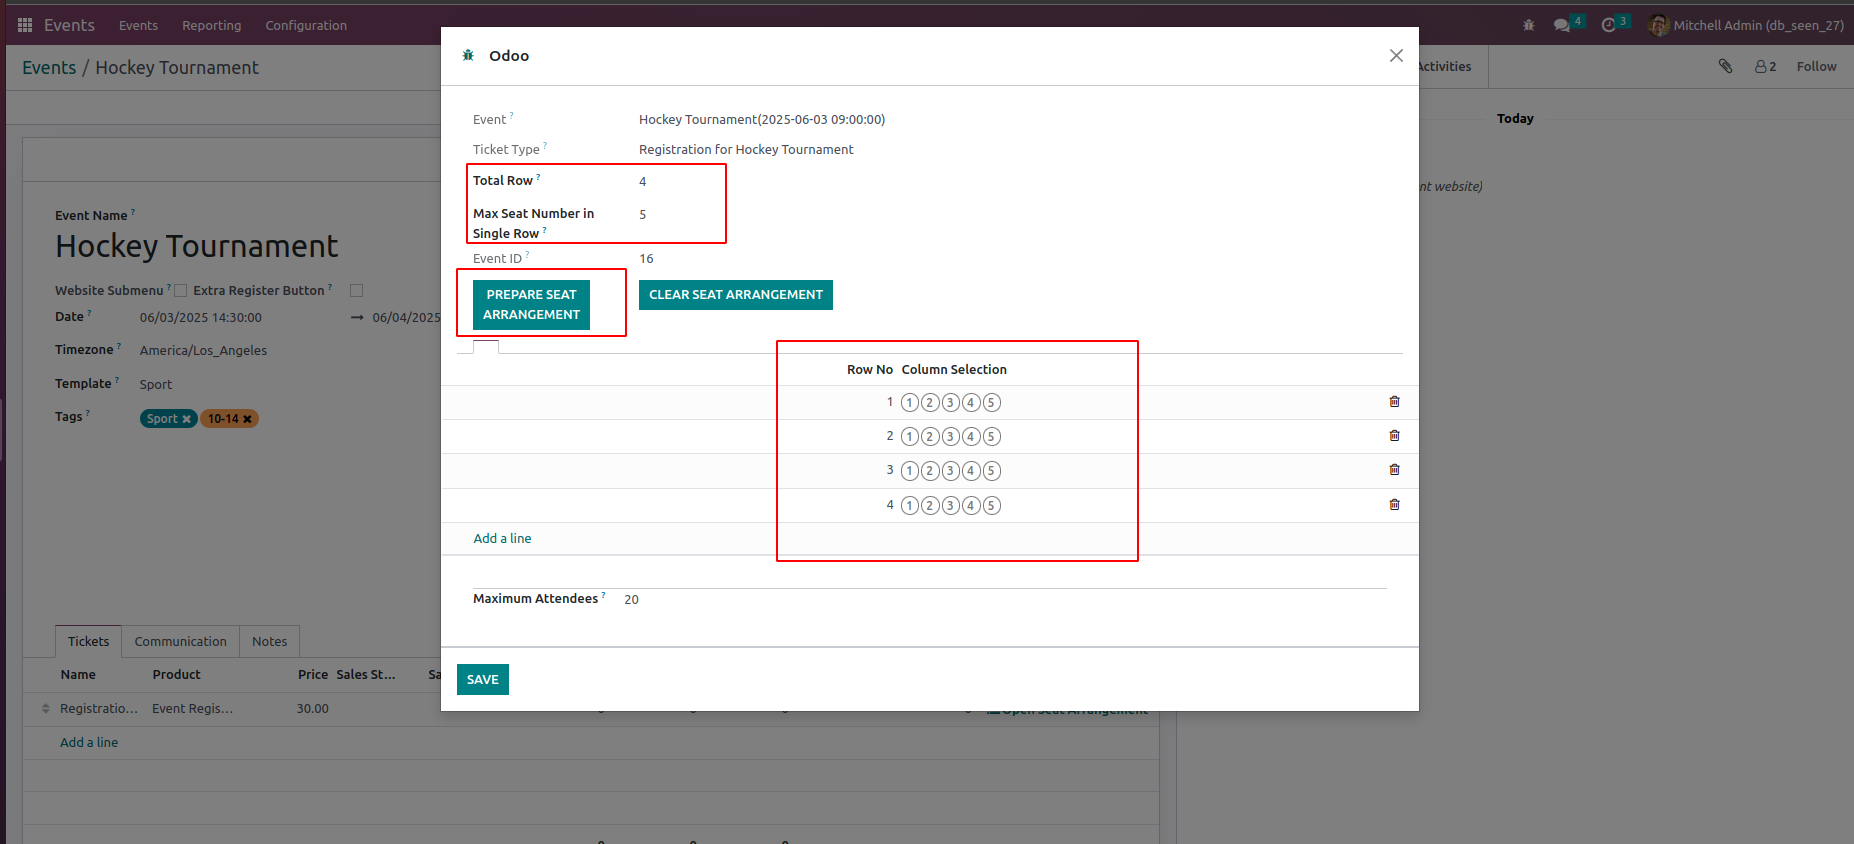 Events Events Reporting Configuration 4 3 Mitchell Admin (db_seen_27)
Events / Hockey Tournament
Activities 2 Follow
Today
nt website)
Event Name ?
Hockey Tournament
Website Submenu ? Extra Register Button ?
Date ? 06/03/2025 14:30:00 → 06/04/2025
Timezone ? America/Los_Angeles
Template ? Sport
Tags ? Sport ✖ 10-14 ✖
Odoo
Event ? Hockey Tournament(2025-06-03 09:00:00)
Ticket Type ? Registration for Hockey Tournament
Total Row ? 4
Max Seat Number in
Single Row ? 5
Event ID ? 16
PREPARE SEAT
ARRANGEMENT
CLEAR SEAT ARRANGEMENT
Row No Column Selection
1 1 2 3 4 5
2 1 2 3 4 5
3 1 2 3 4 5
4 1 2 3 4 5
Add a line
Maximum Attendees ? 20
SAVE
Tickets Communication Notes
Name Product Price Sales St... Sa
Registratio... Event Regis... 30.00 Open Seat Arrangement
Add a line